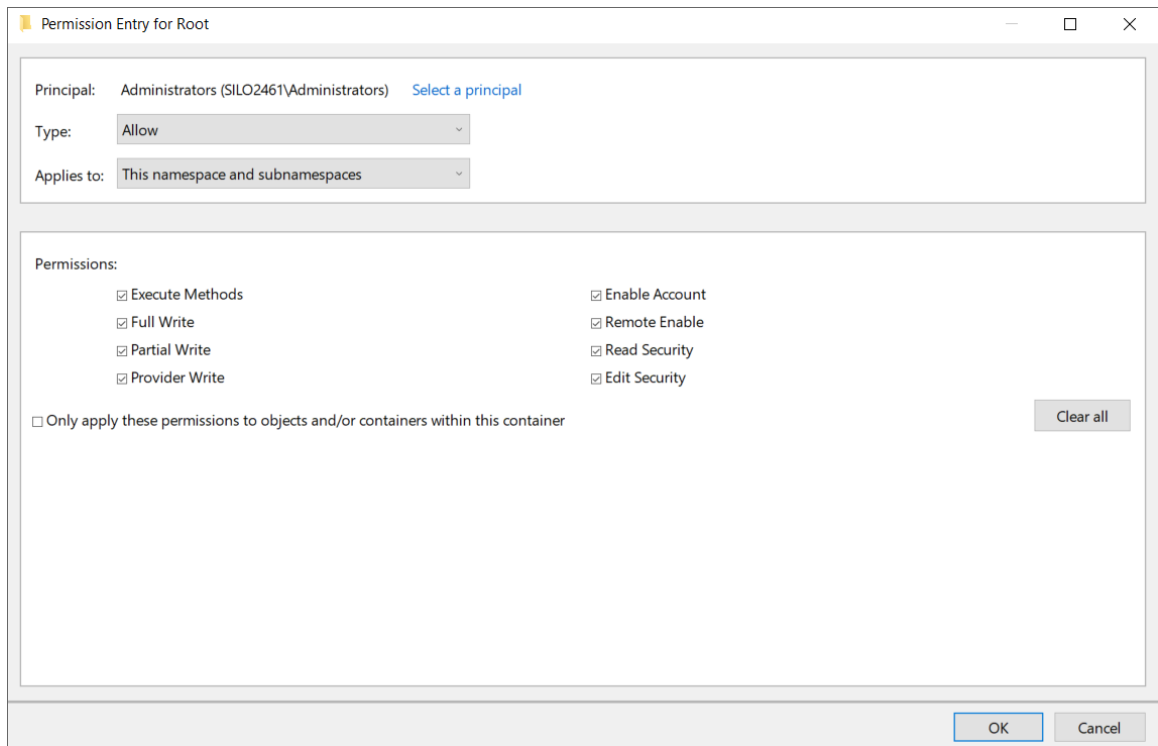 Permission Entry for Root
Principal: Administrators (SILO2461\Administrators) Select a principal
Type: Allow
Applies to: This namespace and subnamespaces
Permissions:
Execute Methods Enable Account
Full Write Remote Enable
Partial Write Read Security
Provider Write Edit Security
Only apply these permissions to objects and/or containers within this container Clear all
OK Cancel